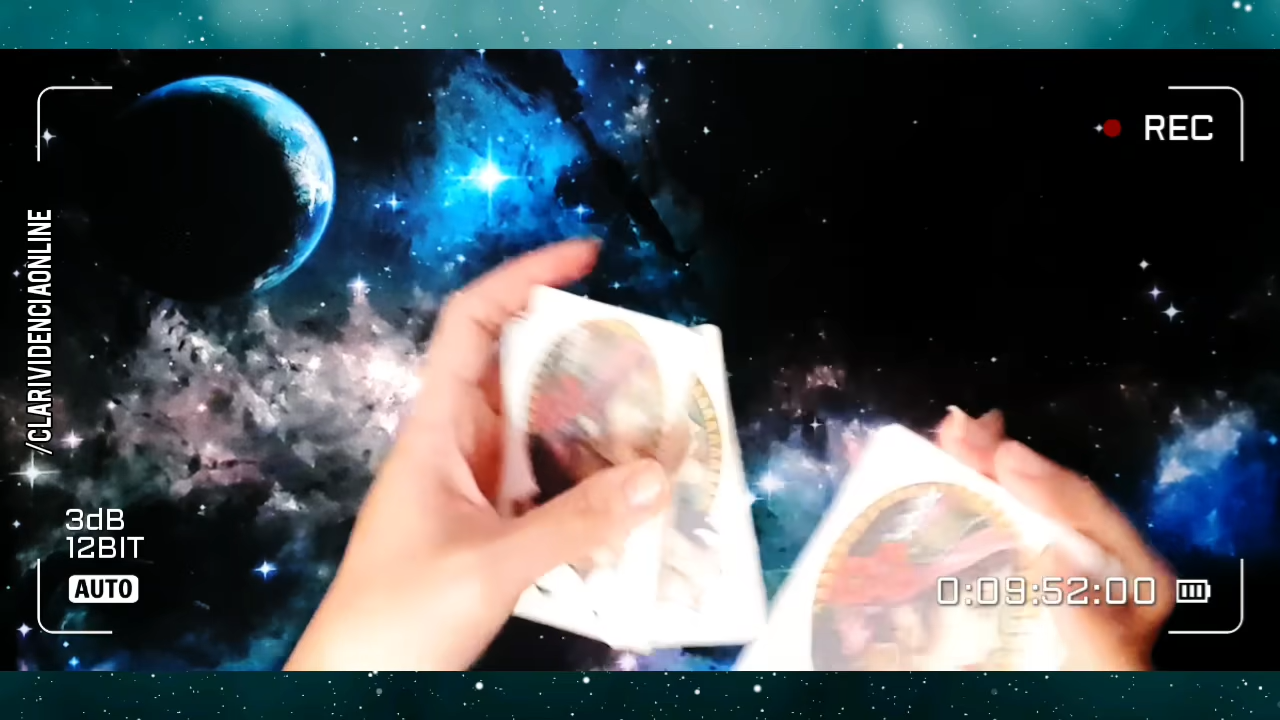 REC
/CLARIVIDENCIAONLINE
3dB
12BIT
AUTO
0:09:52:00